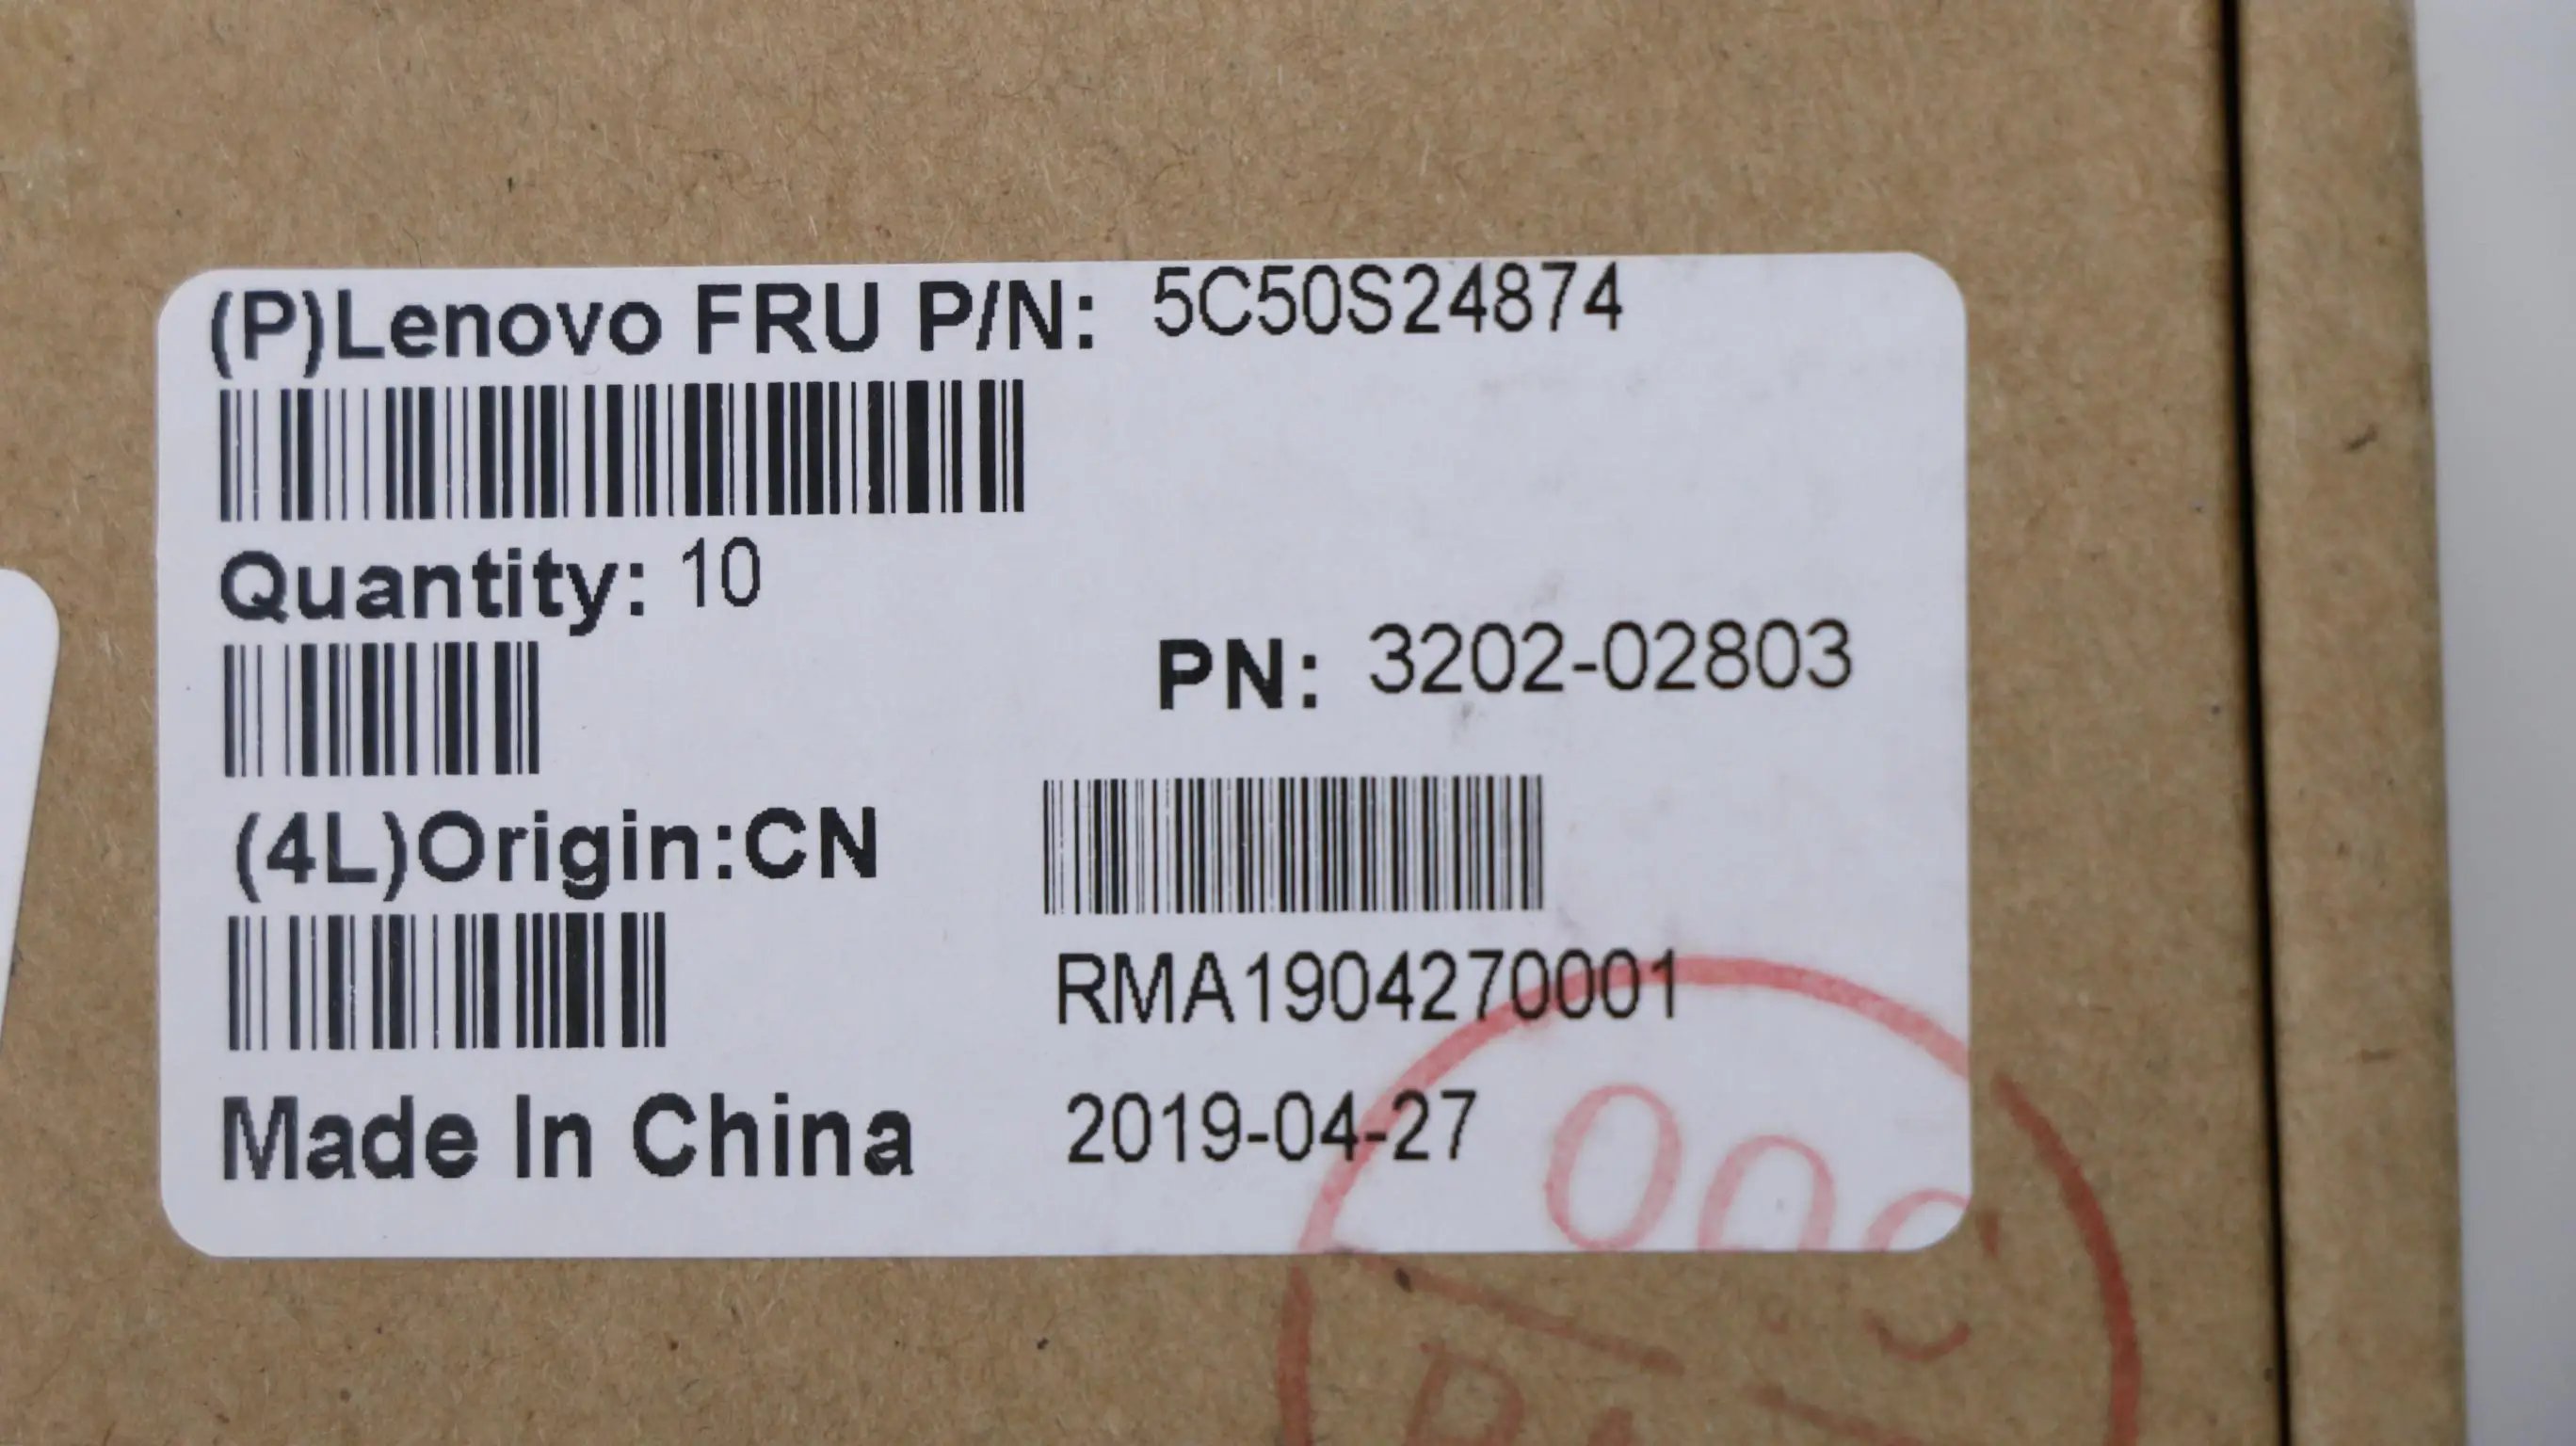 (P)Lenovo FRU P/N: 5C50S24874
Quantity: 10
PN: 3202-02803
(4L)Origin:CN
RMA1904270001
Made In China
2019-04-27